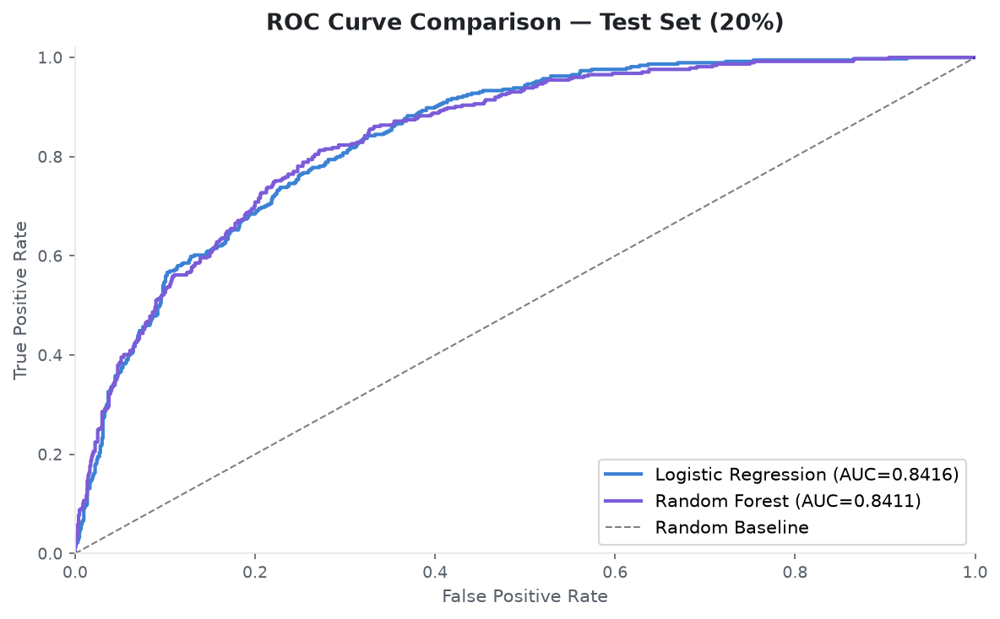 ROC Curve Comparison — Test Set (20%)
True Positive Rate
1.0
0.8
0.6
0.4
0.2
0.0
0.0 0.2 0.4 0.6 0.8 1.0
False Positive Rate
Logistic Regression (AUC=0.8416)
Random Forest (AUC=0.8411)
Random Baseline